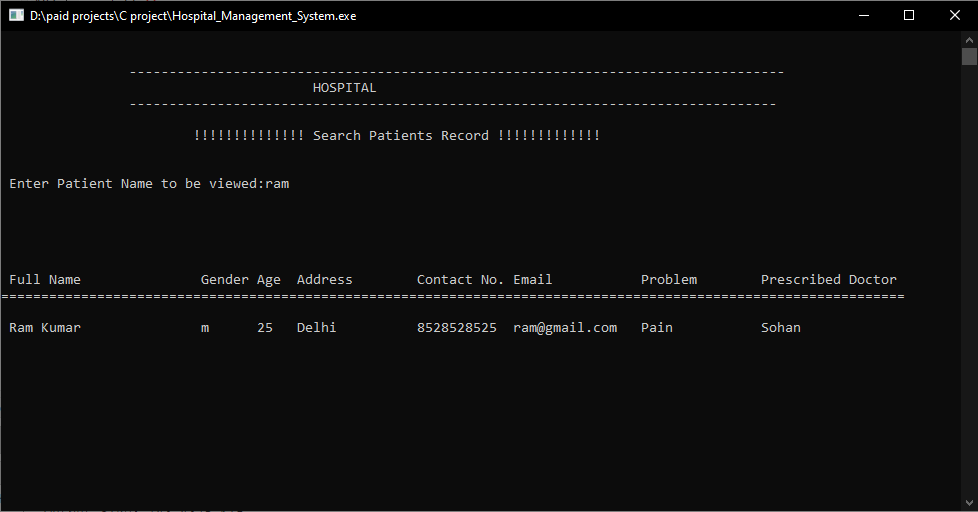 D:\paid projects\C project\Hospital_Management_System.exe
----------------------------------------------------------------------------------
HOSPITAL
---------------------------------------------------------------------------------
!!!!!!!!!!!!!! Search Patients Record !!!!!!!!!!!!!
Enter Patient Name to be viewed:ram
Full Name Gender Age Address Contact No. Email Problem Prescribed Doctor
=================================================================================================================
Ram Kumar m 25 Delhi 8528528525 ram@gmail.com Pain Sohan